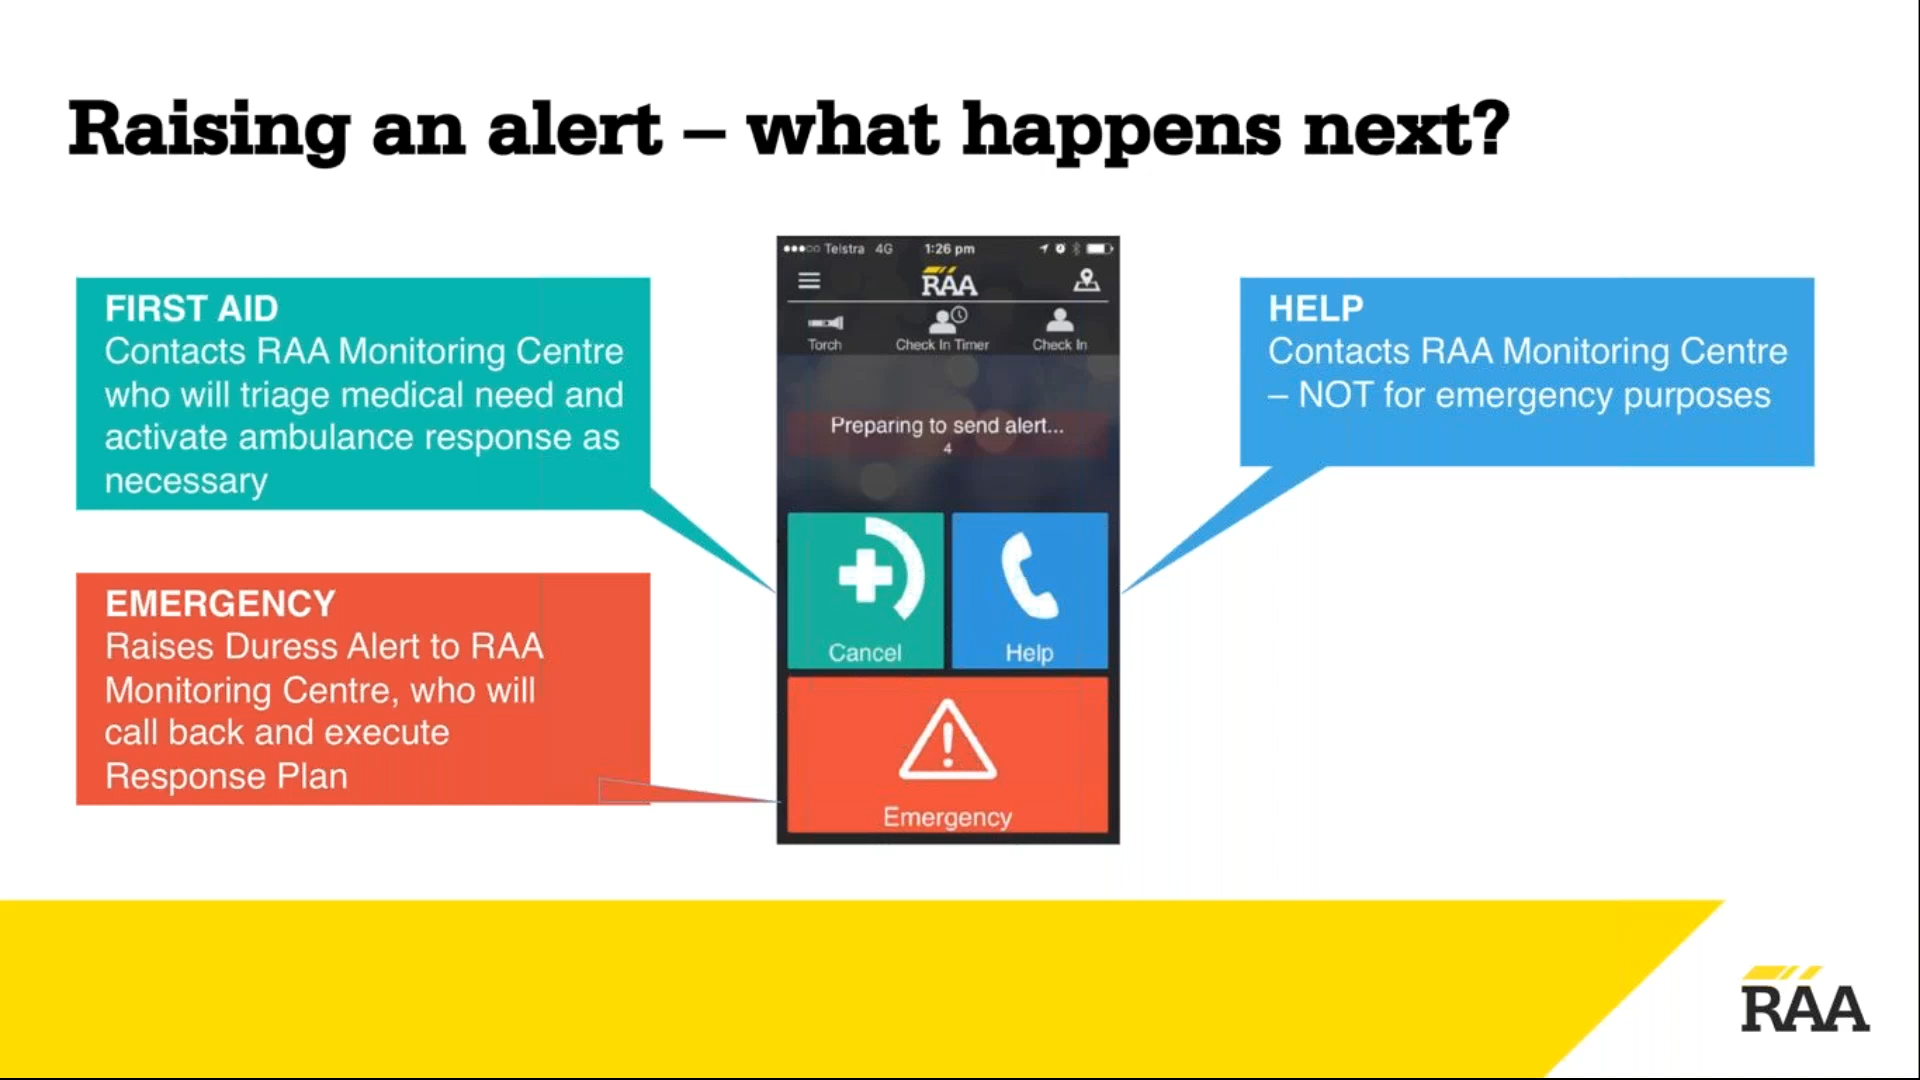 Raising an alert – what happens next?
FIRST AID
Contacts RAA Monitoring Centre
who will triage medical need and
activate ambulance response as
necessary
EMERGENCY
Raises Duress Alert to RAA
Monitoring Centre, who will
call back and execute
Response Plan
Telstra 4G 1:26 pm
RAA
Torch Check In Timer Check In
Preparing to send alert...
4
Cancel Help
Emergency
HELP
Contacts RAA Monitoring Centre
– NOT for emergency purposes
RAA